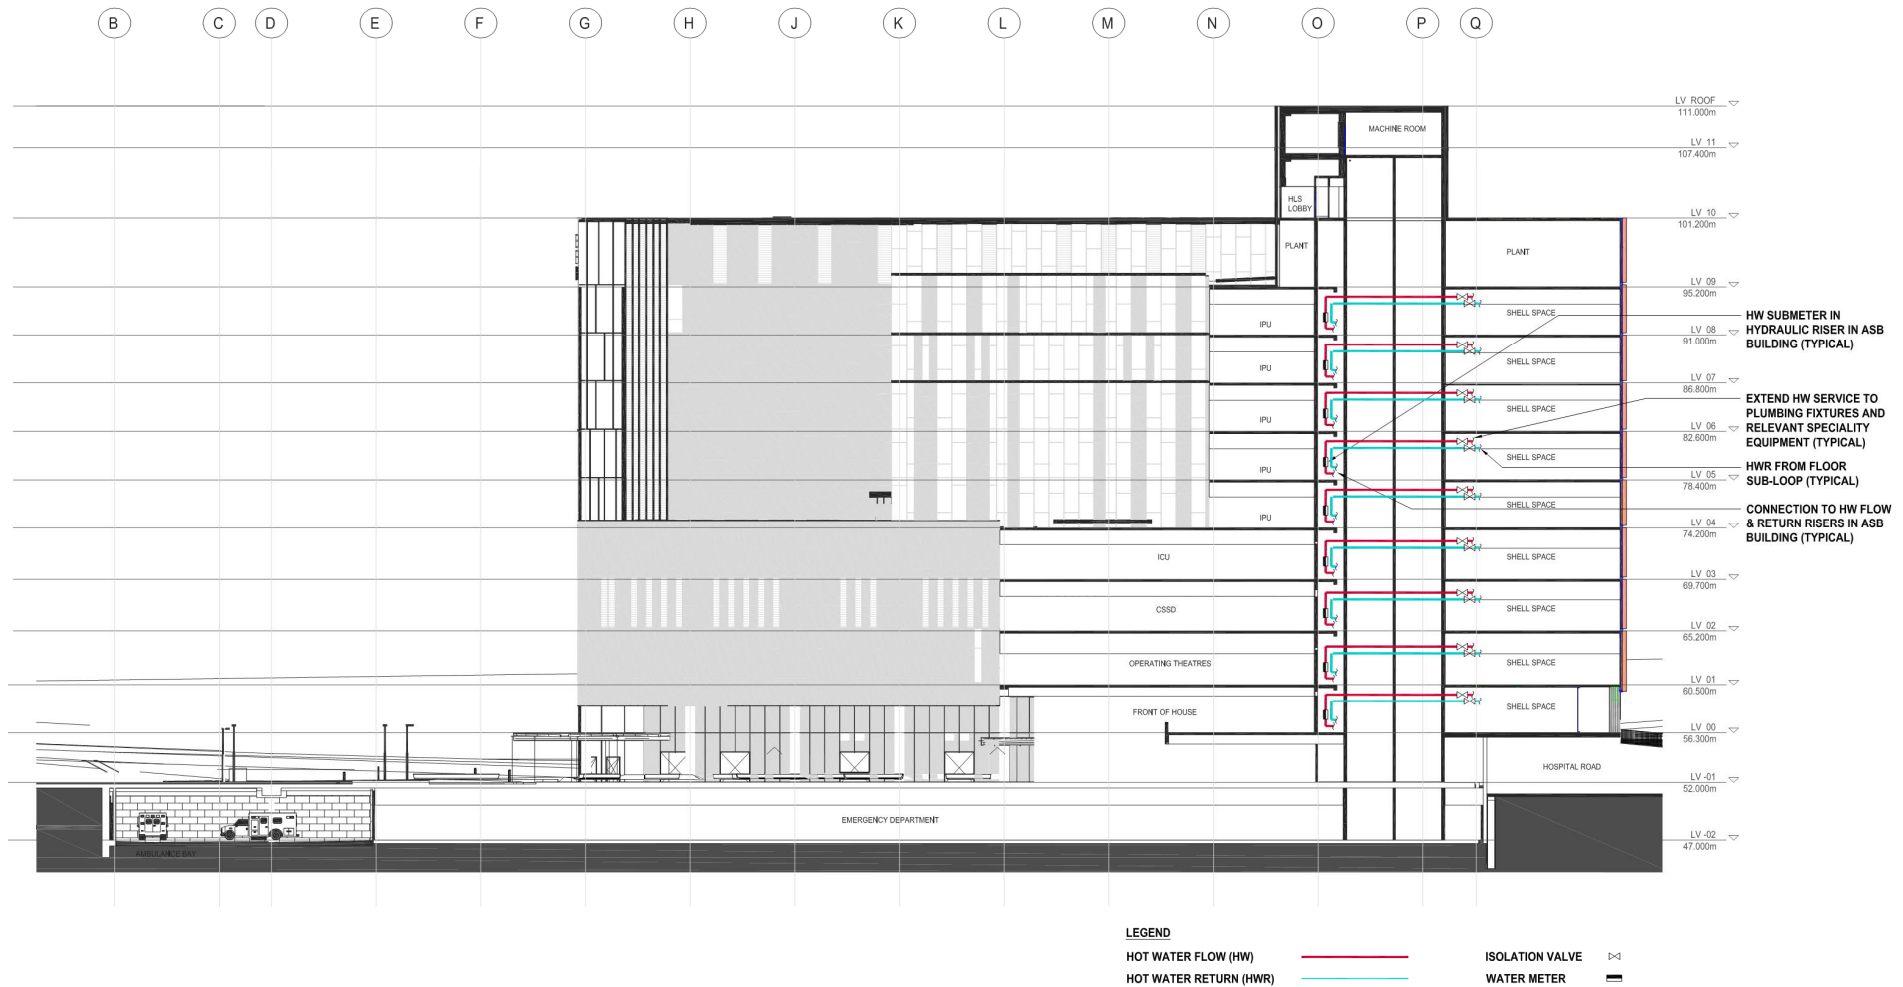 B C D E F G H J K L M N O P Q
LV ROOF
111.000m
MACHINE ROOM
LV 11
107.400m
HLS
LOBBY
LV 10
101.200m
PLANT
PLANT
LV 09
95.200m
SHELL SPACE
IPU
HW SUBMETER IN
HYDRAULIC RISER IN ASB
BUILDING (TYPICAL)
LV 08
91.000m
SHELL SPACE
IPU
LV 07
86.800m
EXTEND HW SERVICE TO
PLUMBING FIXTURES AND
RELEVANT SPECIALITY
EQUIPMENT (TYPICAL)
SHELL SPACE
IPU
LV 06
82.600m
SHELL SPACE
IPU
HWR FROM FLOOR
SUB-LOOP (TYPICAL)
LV 05
78.400m
SHELL SPACE
IPU
CONNECTION TO HW FLOW
& RETURN RISERS IN ASB
BUILDING (TYPICAL)
LV 04
74.200m
ICU
SHELL SPACE
LV 03
69.700m
CSSD
SHELL SPACE
LV 02
65.200m
OPERATING THEATRES
SHELL SPACE
LV 01
60.500m
FRONT OF HOUSE
SHELL SPACE
LV 00
56.300m
HOSPITAL ROAD
LV -01
52.000m
EMERGENCY DEPARTMENT
LV -02
47.000m
AMBULANCE BAY
LEGEND
HOT WATER FLOW (HW)
ISOLATION VALVE
HOT WATER RETURN (HWR)
WATER METER